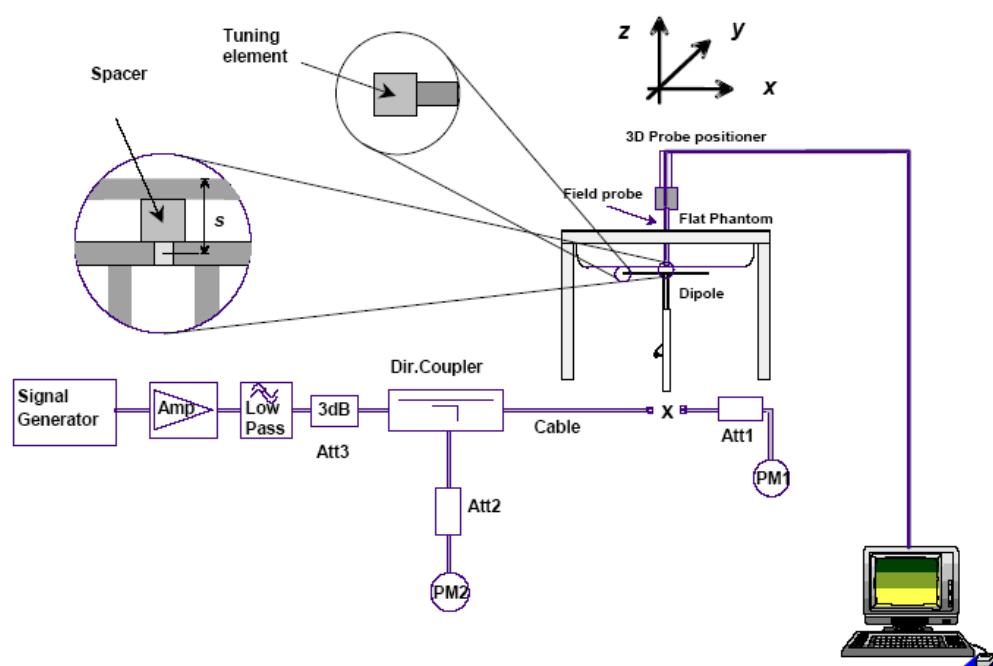 Tuning
element
Spacer
z
y
x
3D Probe positioner
s
Field probe
Flat Phantom
Dipole
Dir.Coupler
Signal
Generator
Amp
Low
Pass
3dB
Att3
Cable
x
Att1
PM1
Att2
PM2